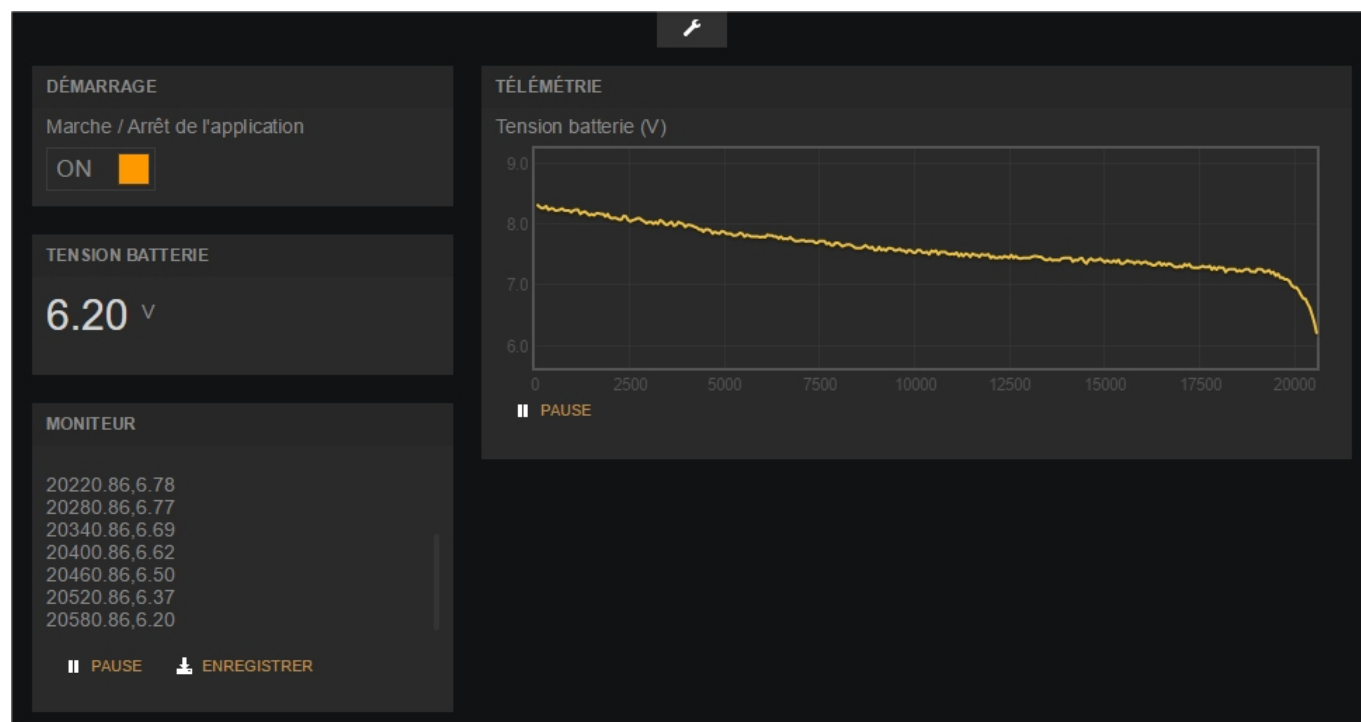 DÉMARRAGE
Marche / Arrêt de l'application
ON
TENSION BATTERIE
6.20 V
MONITEUR
20220.86,6.78
20280.86,6.77
20340.86,6.69
20400.86,6.62
20460.86,6.50
20520.86,6.37
20580.86,6.20
PAUSE ENREGISTRER
TÉLÉMÉTRIE
Tension batterie (V)
9.0
8.0
7.0
6.0
0 2500 5000 7500 10000 12500 15000 17500 20000
PAUSE